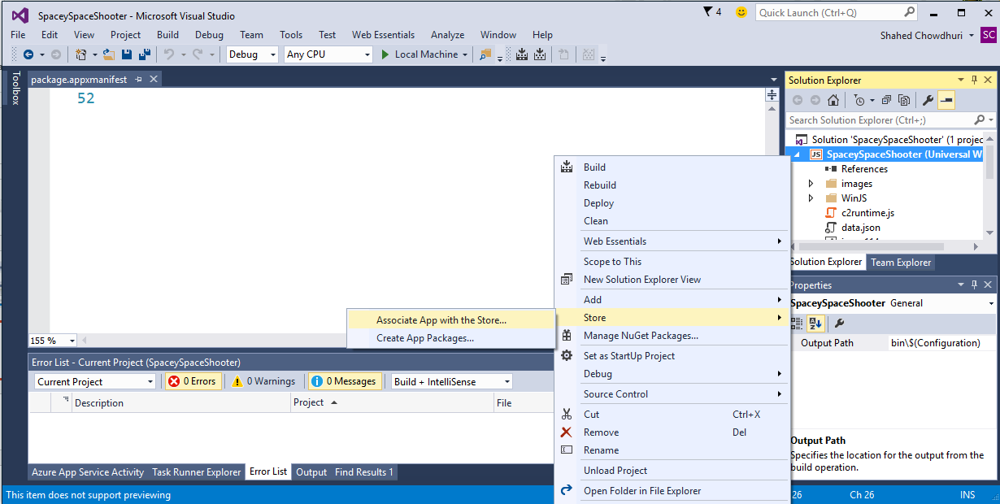 SpaceySpaceShooter - Microsoft Visual Studio
4
Quick Launch (Ctrl+Q)
File Edit View Project Build Debug Team Tools Test Web Essentials Analyze Window Help
Shahed Chowdhuri SC
Debug Any CPU Local Machine
Toolbox
package.appxmanifest
52
155 %
Solution Explorer
Search Solution Explorer (Ctrl+;)
Solution 'SpaceySpaceShooter' (1 projec
JS SpaceySpaceShooter (Universal W
References
images
WinJS
c2runtime.js
data.json
Solution Explorer Team Explorer
Build
Rebuild
Deploy
Clean
Web Essentials
Scope to This
New Solution Explorer View
Add
Store
Manage NuGet Packages...
Set as StartUp Project
Debug
Source Control
Cut Ctrl+X
Remove Del
Rename
Unload Project
Open Folder in File Explorer
Associate App with the Store...
Create App Packages...
Properties
SpaceySpaceShooter General
Output Path bin\$(Configuration)
Output Path
Specifies the location for the output from the
build operation.
Error List - Current Project (SpaceySpaceShooter)
Current Project 0 Errors 0 Warnings 0 Messages Build + IntelliSense
Description Project File
Azure App Service Activity Task Runner Explorer Error List Output Find Results 1
This item does not support previewing
26 Ch 26 INS